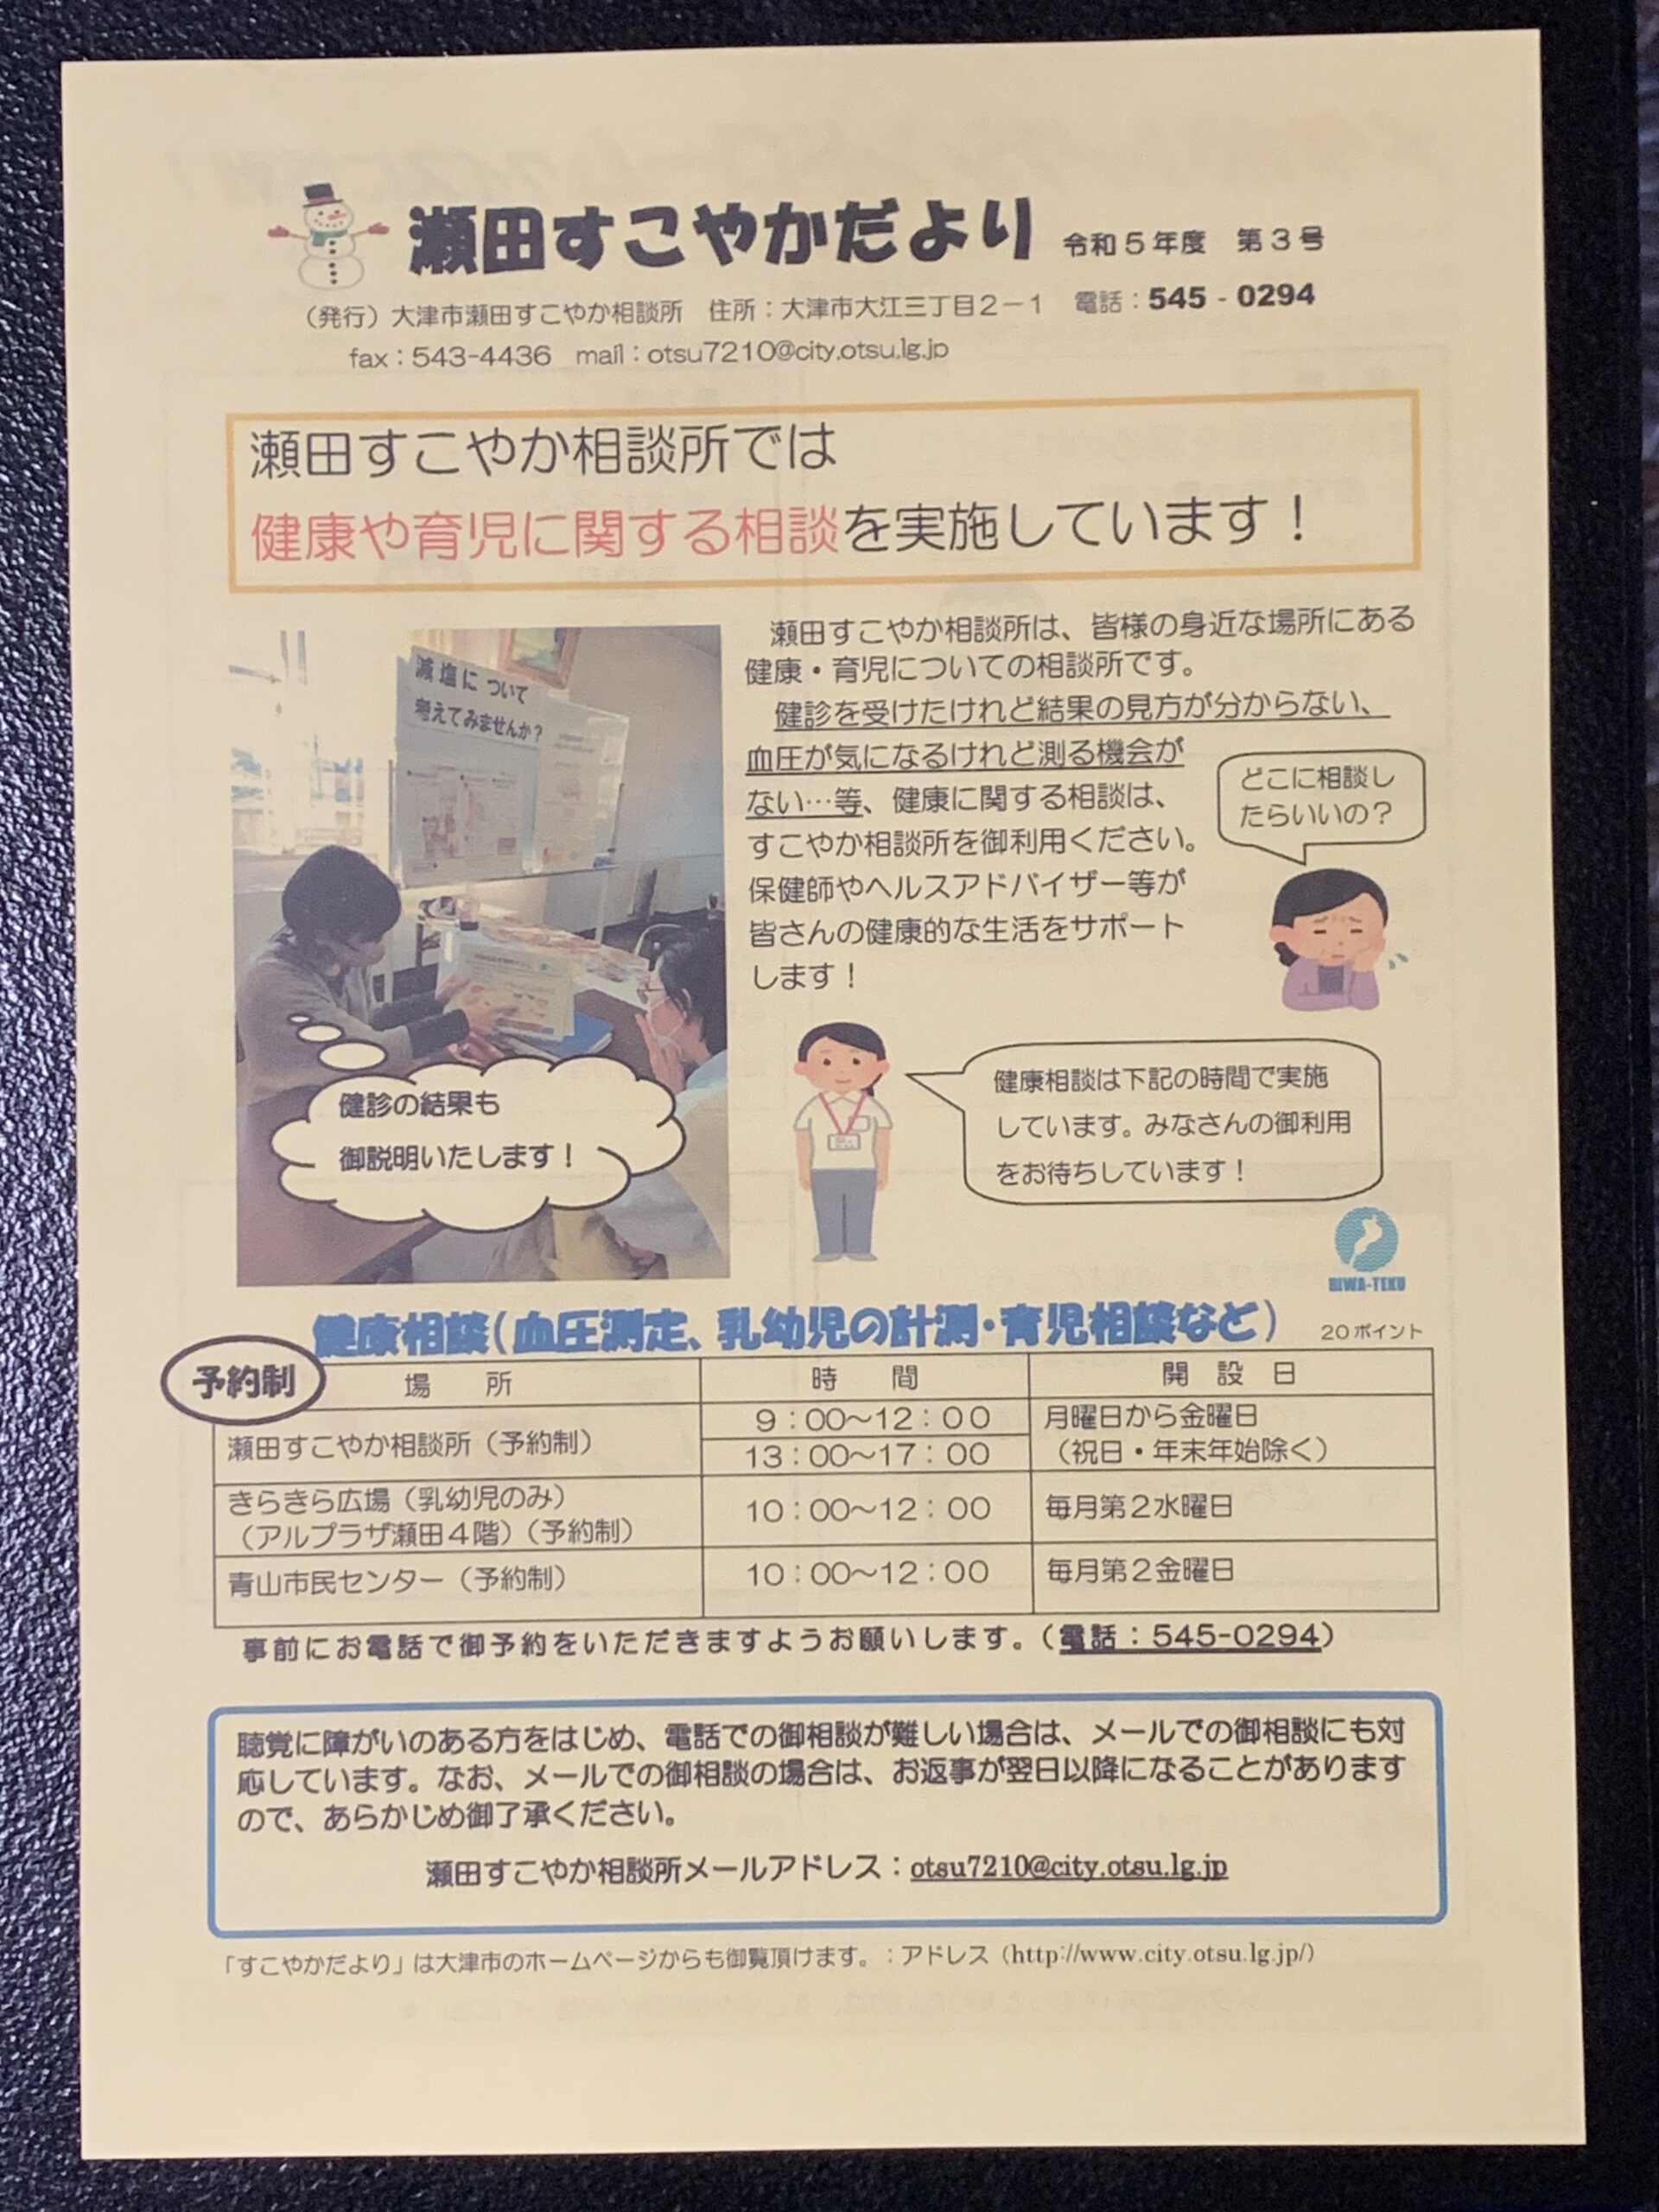 瀬田すこやかだより 令和5年度 第3号
（発行）大津市瀬田すこやか相談所 住所：大津市大江三丁目2－1 電話：545 - 0294
fax：543-4436 mail：otsu7210@city.otsu.lg.jp
瀬田すこやか相談所では
健康や育児に関する相談を実施しています！
減塩について
考えてみませんか？
健診の結果も
御説明いたします！
瀬田すこやか相談所は、皆様の身近な場所にある
健康・育児についての相談所です。
健診を受けたけれど結果の見方が分からない、
血圧が気になるけれど測る機会が
ない…等、健康に関する相談は、
すこやか相談所を御利用ください。
保健師やヘルスアドバイザー等が
皆さんの健康的な生活をサポート
します！
どこに相談し
たらいいの？
健康相談は下記の時間で実施
しています。みなさんの御利用
をお待ちしています！
BIWA-TEKU
健康相談（血圧測定、乳幼児の計測・育児相談など） 20ポイント
予約制
場 所 時 間 開 設 日
瀬田すこやか相談所（予約制） 9：00～12：00 月曜日から金曜日
13：00～17：00 （祝日・年末年始除く）
きらきら広場（乳幼児のみ）
（アルプラザ瀬田4階）（予約制） 10：00～12：00 毎月第2水曜日
青山市民センター（予約制） 10：00～12：00 毎月第2金曜日
事前にお電話で御予約をいただきますようお願いします。（電話：545-0294）
聴覚に障がいのある方をはじめ、電話での御相談が難しい場合は、メールでの御相談にも対
応しています。なお、メールでの御相談の場合は、お返事が翌日以降になることがあります
ので、あらかじめ御了承ください。
瀬田すこやか相談所メールアドレス：otsu7210@city.otsu.lg.jp
「すこやかだより」は大津市のホームページからも御覧頂けます。：アドレス（http://www.city.otsu.lg.jp/）